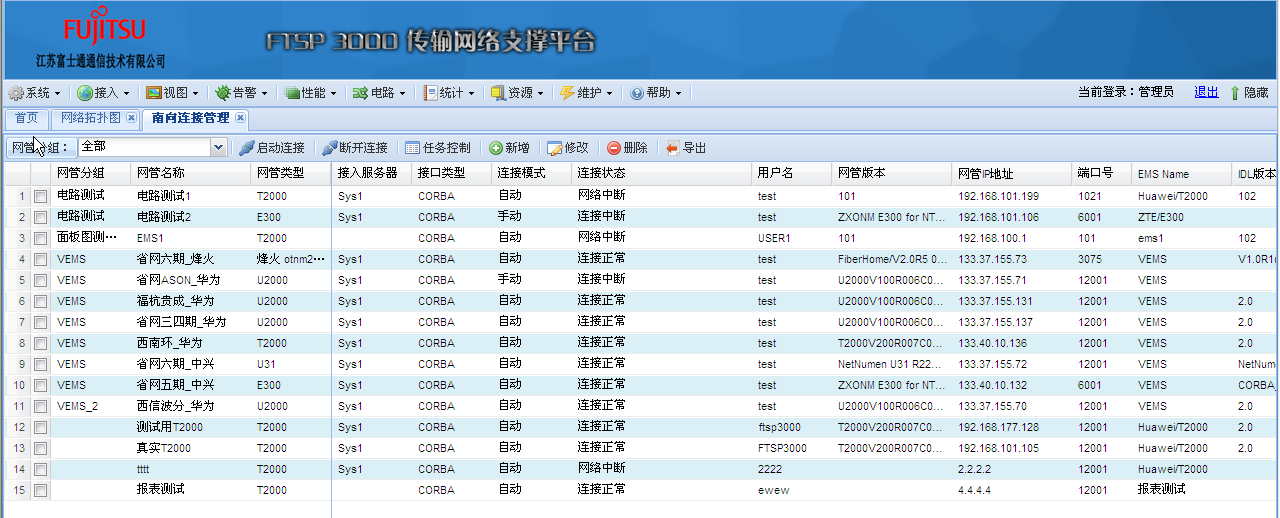 FUJITSU
江苏富士通通信技术有限公司
FTSP 3000 传输网络支撑平台
系统 接入 视图 告警 性能 电路 统计 资源 维护 帮助 当前登录：管理员 退出 隐藏
首页 网络拓扑图 南向连接管理
网管分组： 全部 启动连接 断开连接 任务控制 新增 修改 删除 导出
网管分组 网管名称 网管类型 接入服务器 接口类型 连接模式 连接状态 用户名 网管版本 网管IP地址 端口号 EMS Name IDL版本
1 电路测试 电路测试1 T2000 Sys1 CORBA 自动 网络中断 test 101 192.168.101.199 1021 Huawei/T2000 102
2 电路测试 电路测试2 E300 Sys1 CORBA 手动 连接中断 test ZXONM E300 for NT... 192.168.101.106 6001 ZTE/E300
3 面板图测... EMS1 T2000 CORBA 自动 网络中断 USER1 101 192.168.100.1 101 ems1 102
4 VEMS 省网六期_烽火 烽火 otnm2... Sys1 CORBA 自动 连接正常 test FiberHome/V2.0R5 0... 133.37.155.73 3075 VEMS V1.0R1
5 VEMS 省网ASON_华为 U2000 Sys1 CORBA 手动 连接中断 test U2000V100R006C0... 133.37.155.71 12001 VEMS
6 VEMS 福杭贵成_华为 U2000 Sys1 CORBA 自动 连接正常 test U2000V100R006C0... 133.37.155.131 12001 VEMS 2.0
7 VEMS 省网三四期_华为 U2000 Sys1 CORBA 自动 连接正常 test U2000V100R006C0... 133.37.155.137 12001 VEMS 2.0
8 VEMS 西南环_华为 T2000 Sys1 CORBA 自动 连接正常 test T2000V200R007C0... 133.40.10.136 12001 VEMS 2.0
9 VEMS 省网六期_中兴 U31 Sys1 CORBA 自动 连接正常 test NetNumen U31 R22... 133.37.155.72 12001 VEMS NetNum
10 VEMS 省网五期_中兴 E300 Sys1 CORBA 自动 连接正常 test ZXONM E300 for NT... 133.40.10.132 6001 VEMS CORBA_
11 VEMS_2 西信波分_华为 U2000 Sys1 CORBA 自动 连接正常 test U2000V100R006C0... 133.37.155.70 12001 VEMS 2.0
12 测试用T2000 T2000 Sys1 CORBA 自动 连接正常 ftsp3000 T2000V200R007C0... 192.168.177.128 12001 Huawei/T2000 2.0
13 真实T2000 T2000 Sys1 CORBA 自动 连接正常 FTSP3000 T2000V200R007C0... 192.168.101.105 12001 Huawei/T2000 2.0
14 tttt T2000 Sys1 CORBA 自动 网络中断 2222 2.2.2.2 12001 Huawei/T2000
15 报表测试 T2000 CORBA 自动 连接正常 ewew 4.4.4.4 12001 报表测试